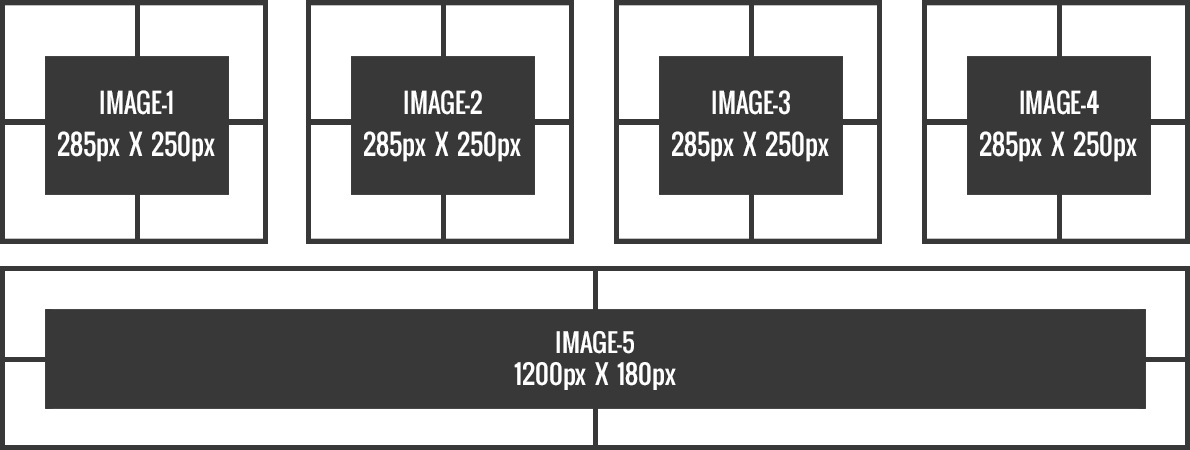 IMAGE-1
285px X 250px
IMAGE-2
285px X 250px
IMAGE-3
285px X 250px
IMAGE-4
285px X 250px
IMAGE-5
1200px X 180px